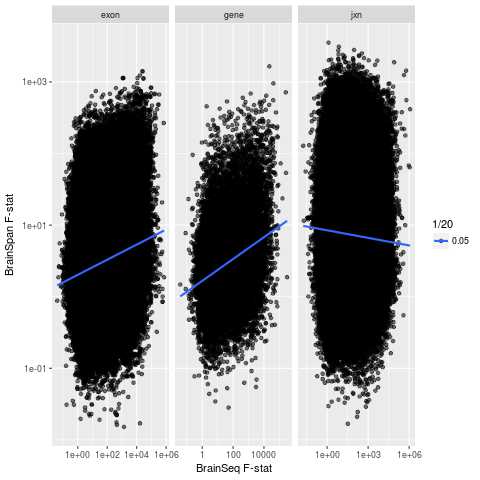 exon gene jxn
BrainSpan F-stat
1e+03
1e+01
1e-01
1e+00 1e+02 1e+04 1e+06 1 100 10000 1e+00 1e+03 1e+06
BrainSeq F-stat
1/20
0.05